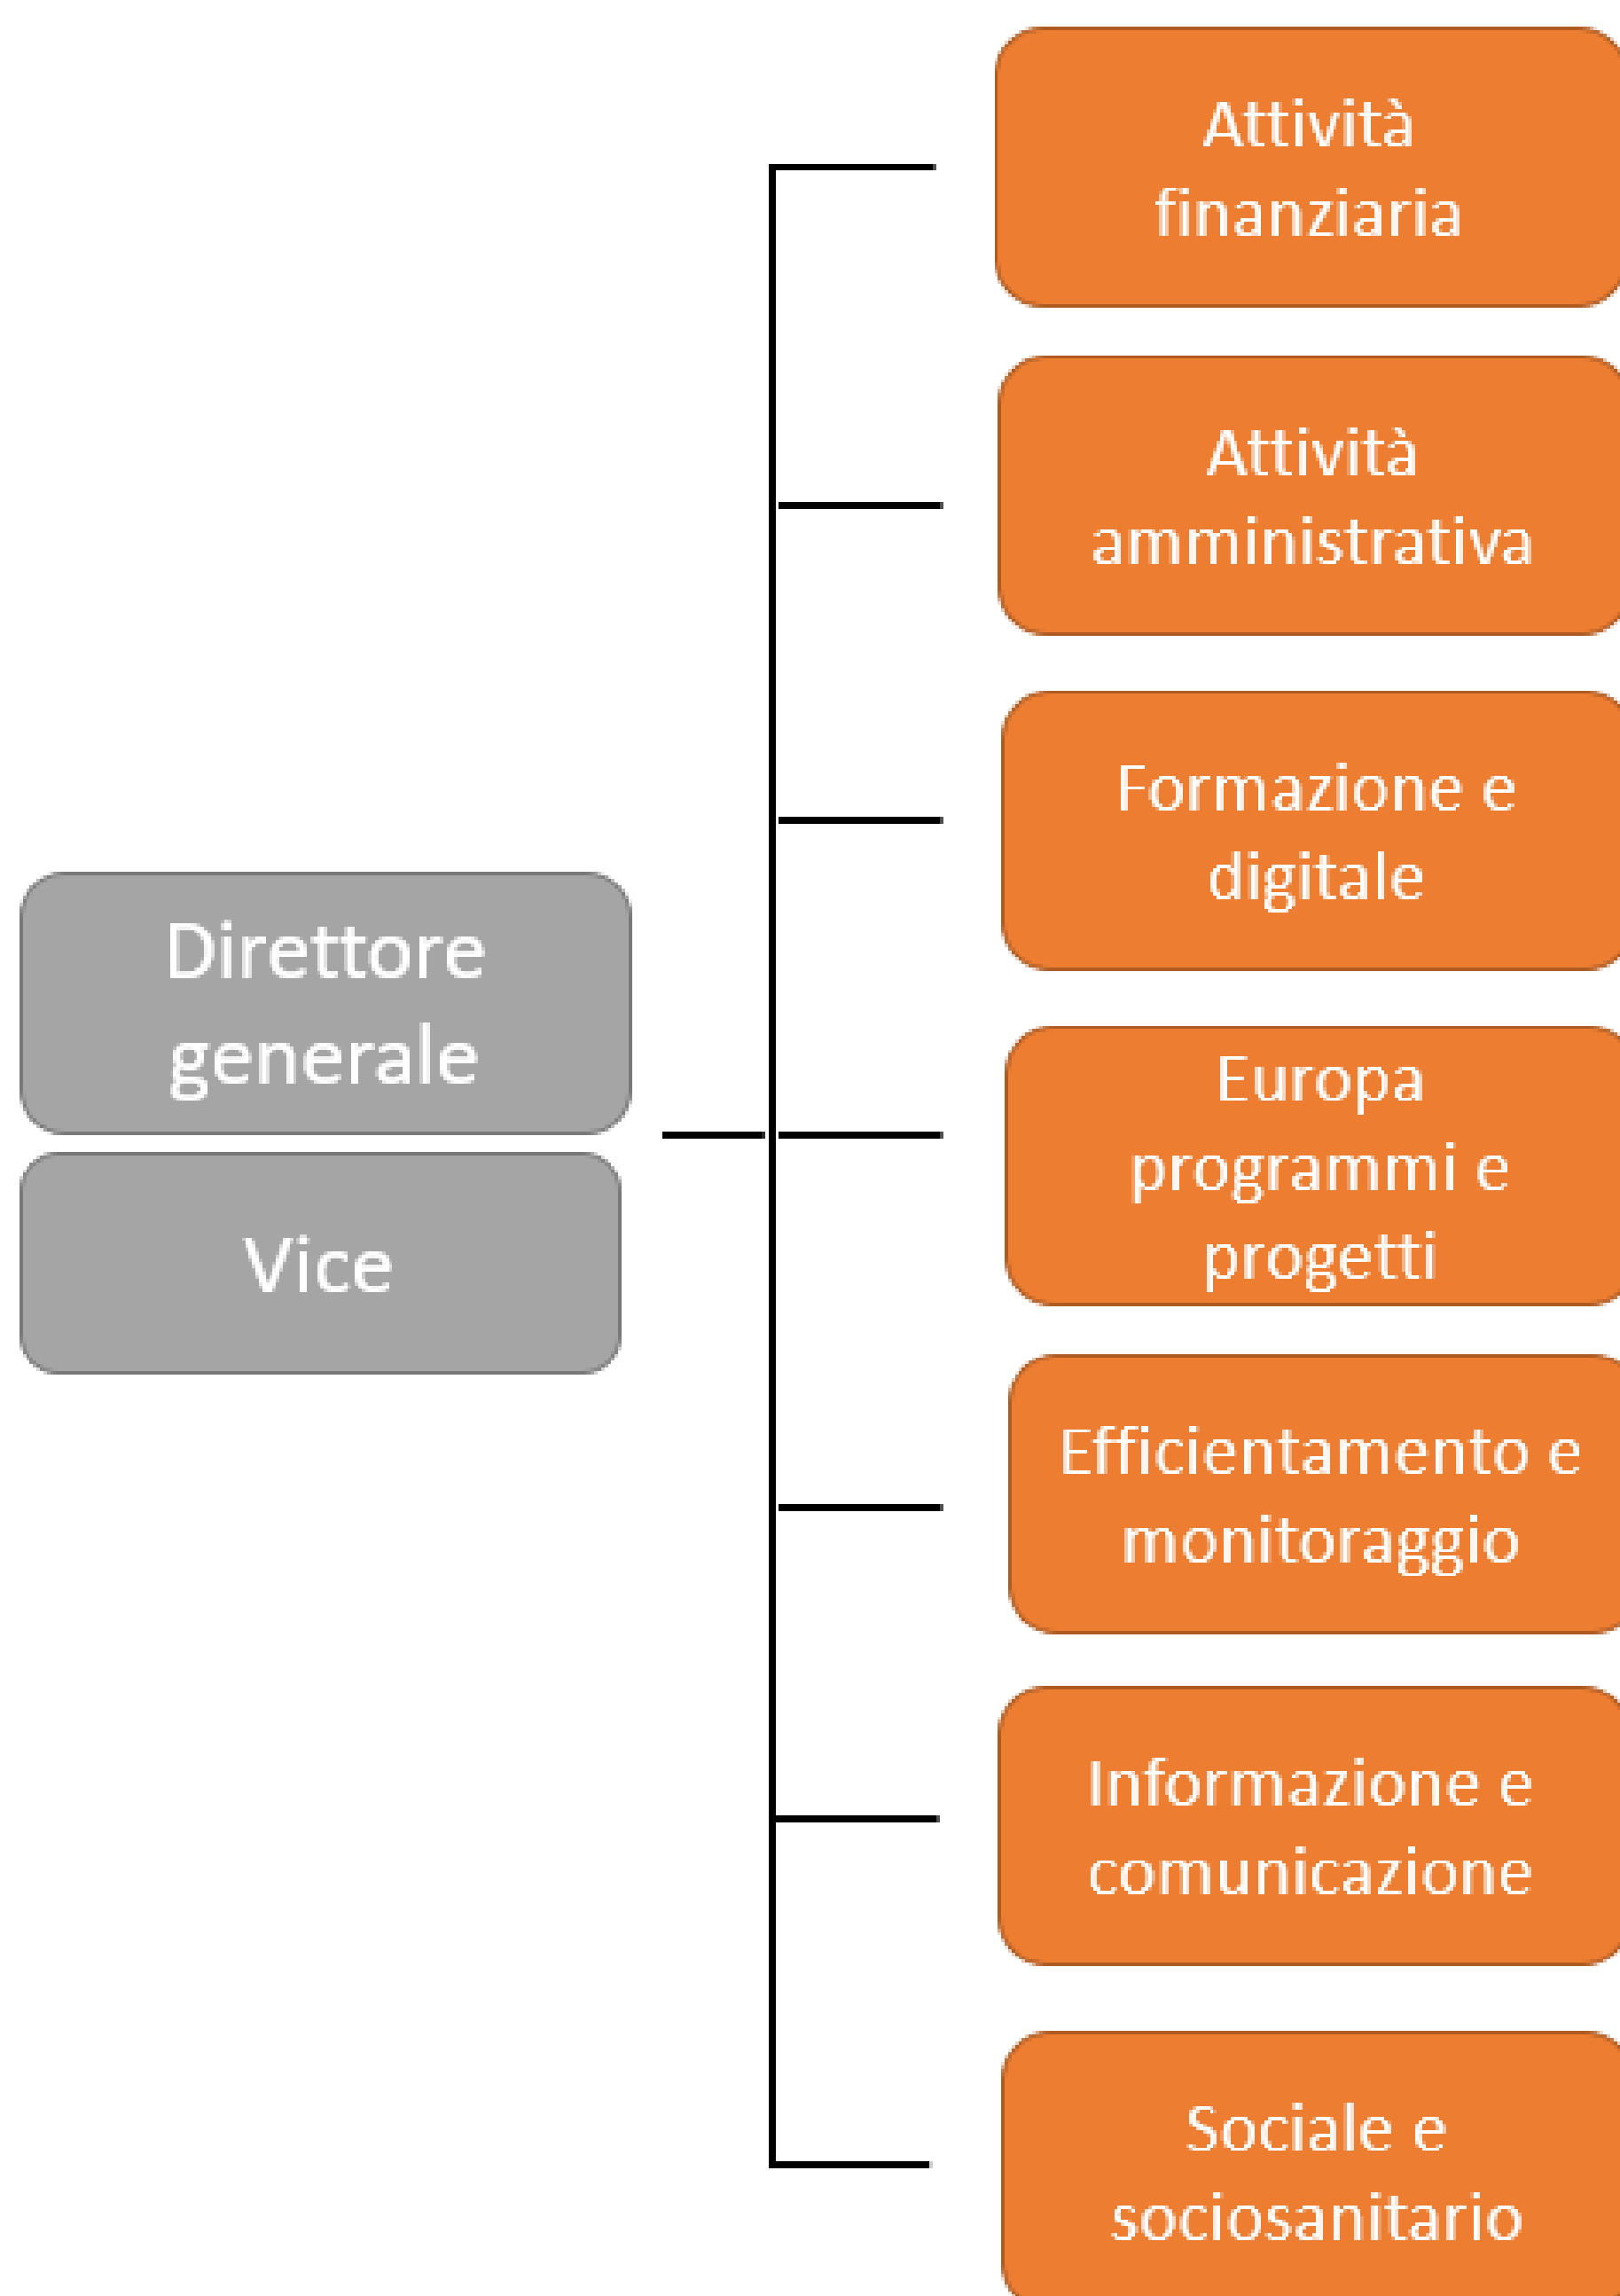 Direttore
generale
Vice
Attività
finanziaria
Attività
amministrativa
Formazione e
digitale
Europa
programmi e
progetti
Efficientamento e
monitoraggio
Informazione e
comunicazione
Sociale e
sociosanitario